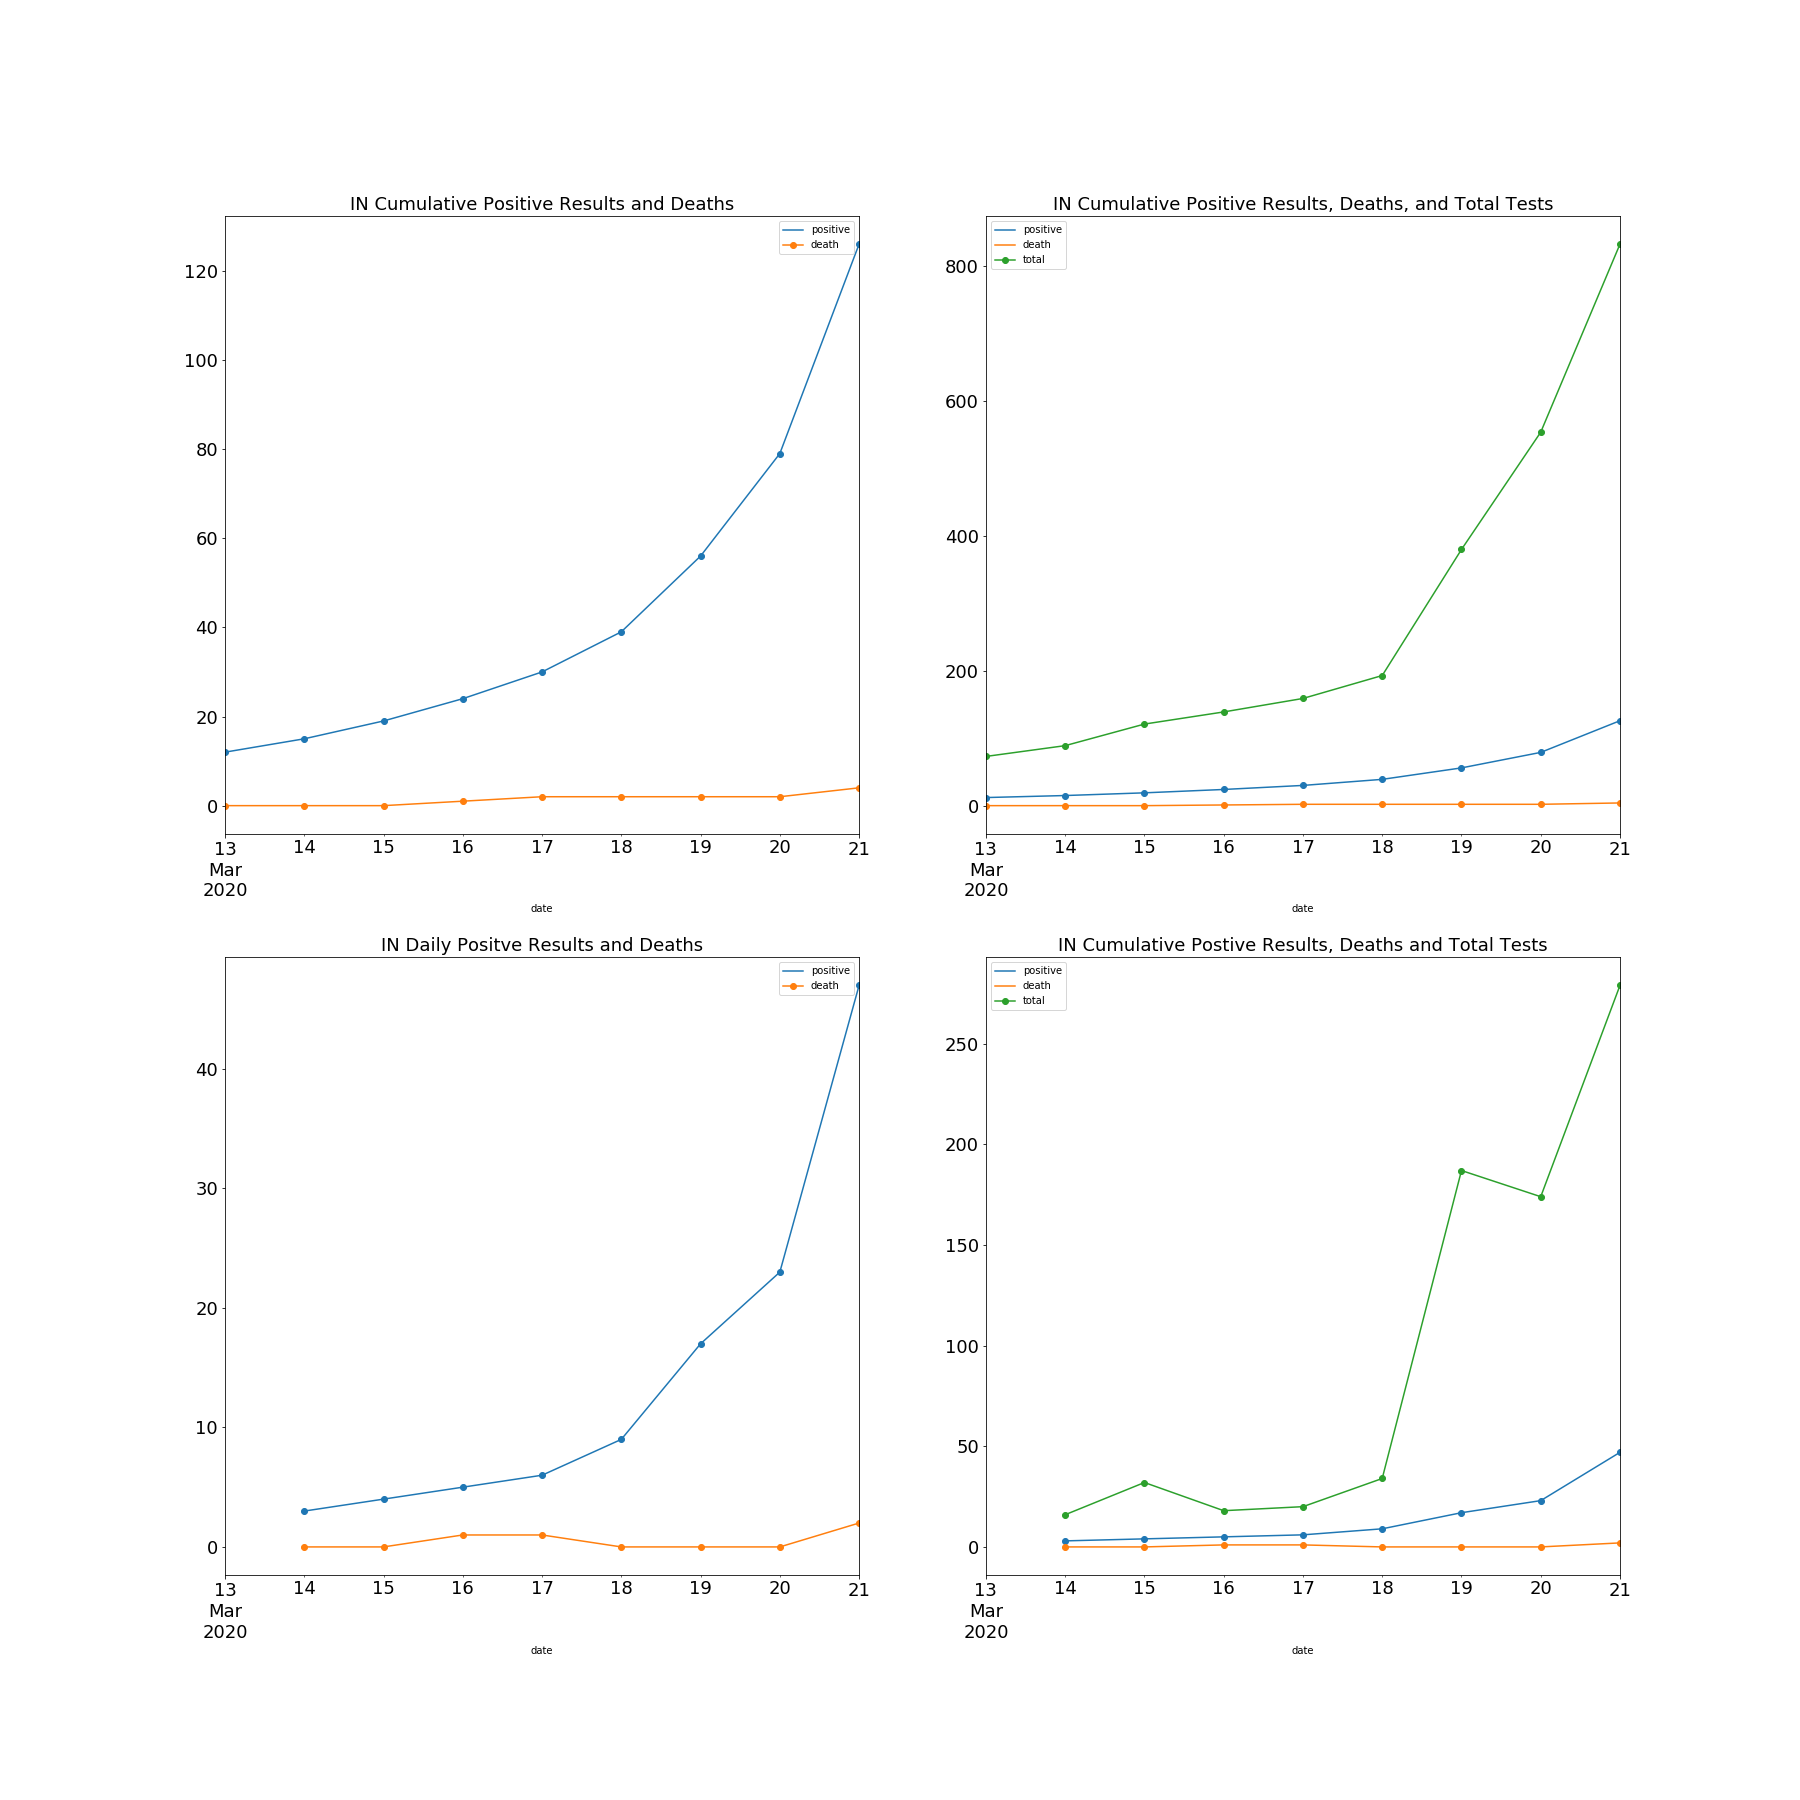 IN Cumulative Positive Results and Deaths
positive
death
120
100
80
60
40
20
0
13 14 15 16 17 18 19 20 21
Mar
2020
date
IN Cumulative Positive Results, Deaths, and Total Tests
positive
death
total
800
600
400
200
0
13 14 15 16 17 18 19 20 21
Mar
2020
date
IN Daily Positve Results and Deaths
positive
death
40
30
20
10
0
13 14 15 16 17 18 19 20 21
Mar
2020
date
IN Cumulative Postive Results, Deaths and Total Tests
positive
death
total
250
200
150
100
50
0
13 14 15 16 17 18 19 20 21
Mar
2020
date